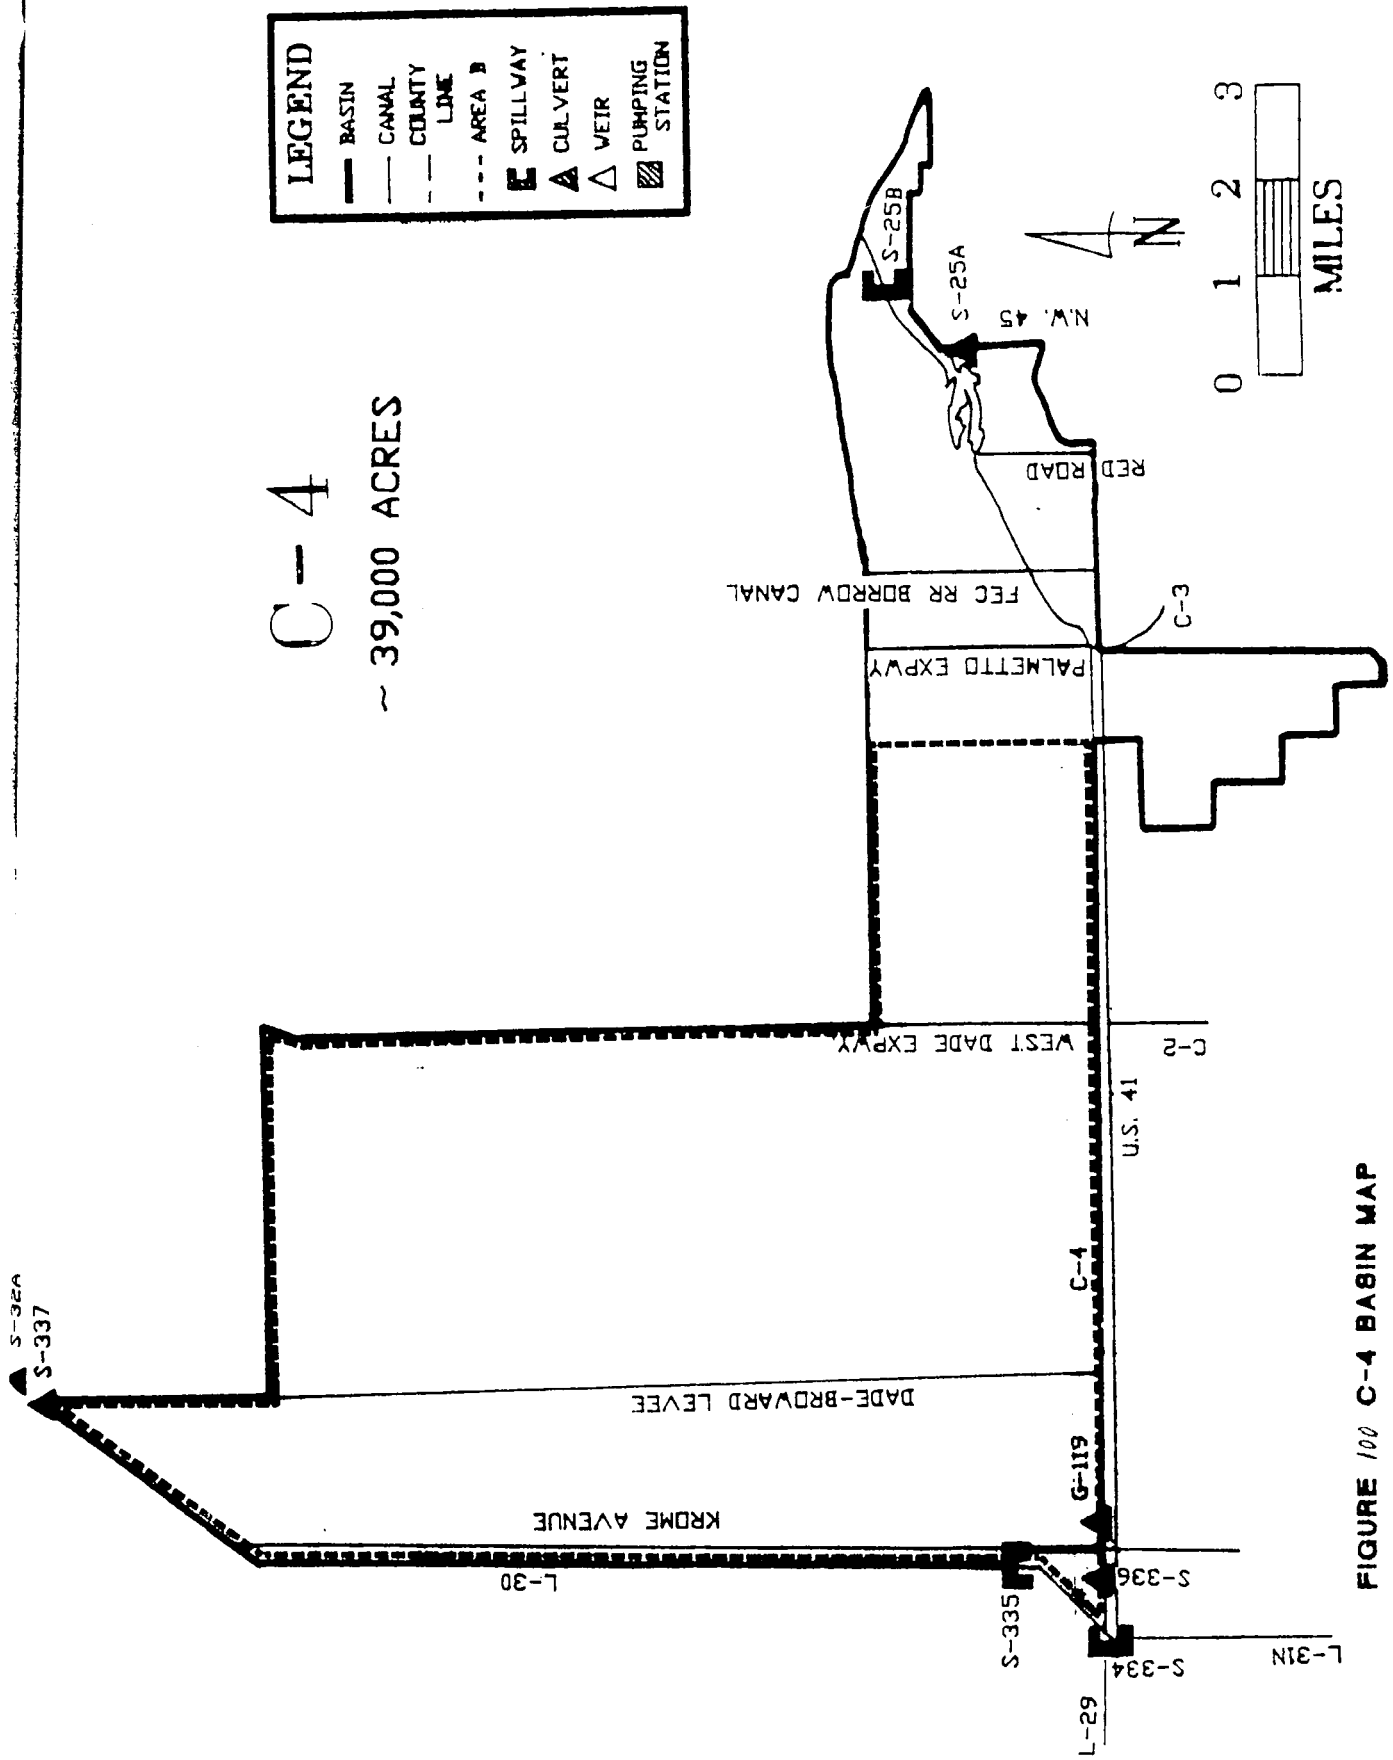 C-4
~ 39,000 ACRES
LEGEND
BASIN
CANAL
COUNTY
LINE
AREA B
SPILLWAY
CULVERT
WEIR
PUMPING
STATION
S-32A
S-337
KROME AVENUE
L-30
DADE-BROWARD LEVEE
WEST DADE EXPWY.
PALMETTO EXPWY
FEC RR BORROW CANAL
RED
ROAD
N.W. 45
S-25B
S-25A
S-335
G-119
C-4
U.S. 41
C-2
C-3
S-336
S-334
L-29
L-31N
N
0 1 2 3
MILES
FIGURE 100 C-4 BASIN MAP